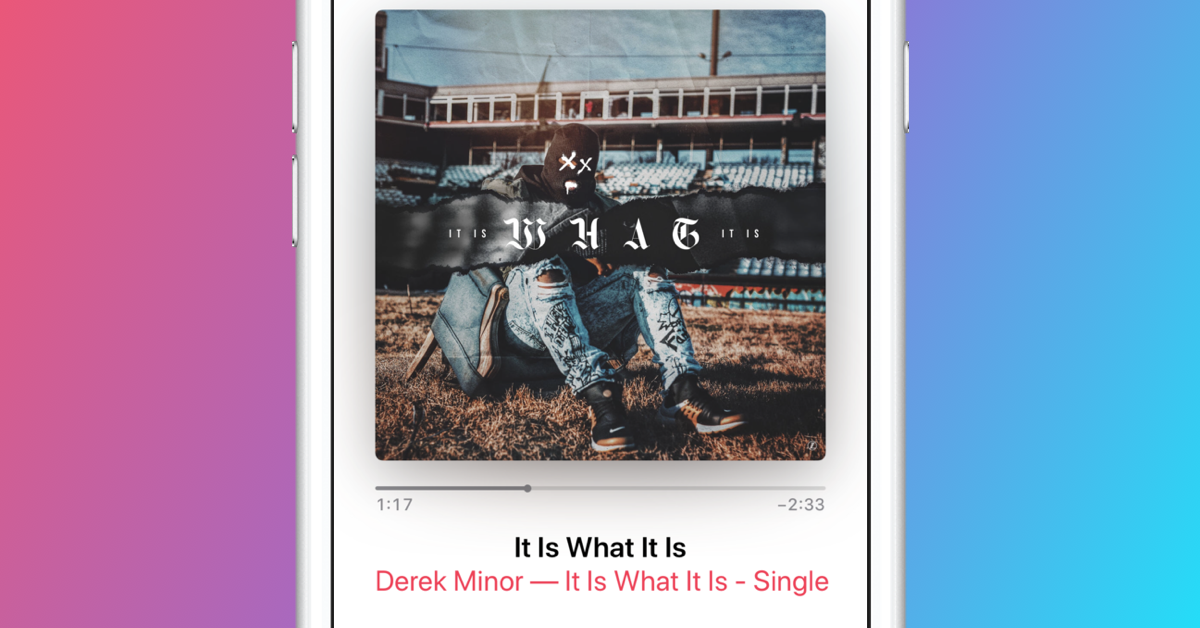 IT IS WHAT IT IS
1:17 −2:33
It Is What It Is
Derek Minor — It Is What It Is - Single